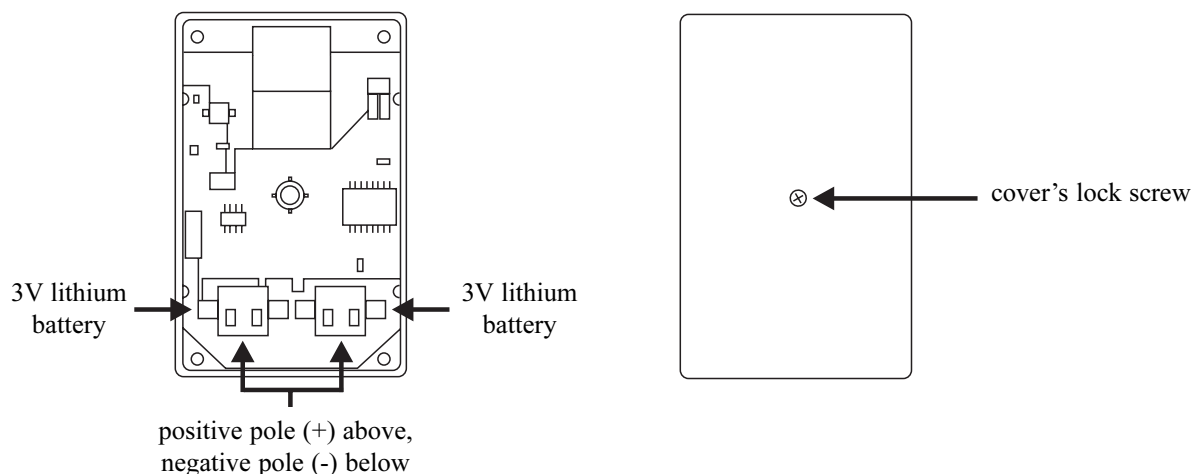 cover’s lock screw
3V lithium
battery
3V lithium
battery
positive pole (+) above,
negative pole (-) below